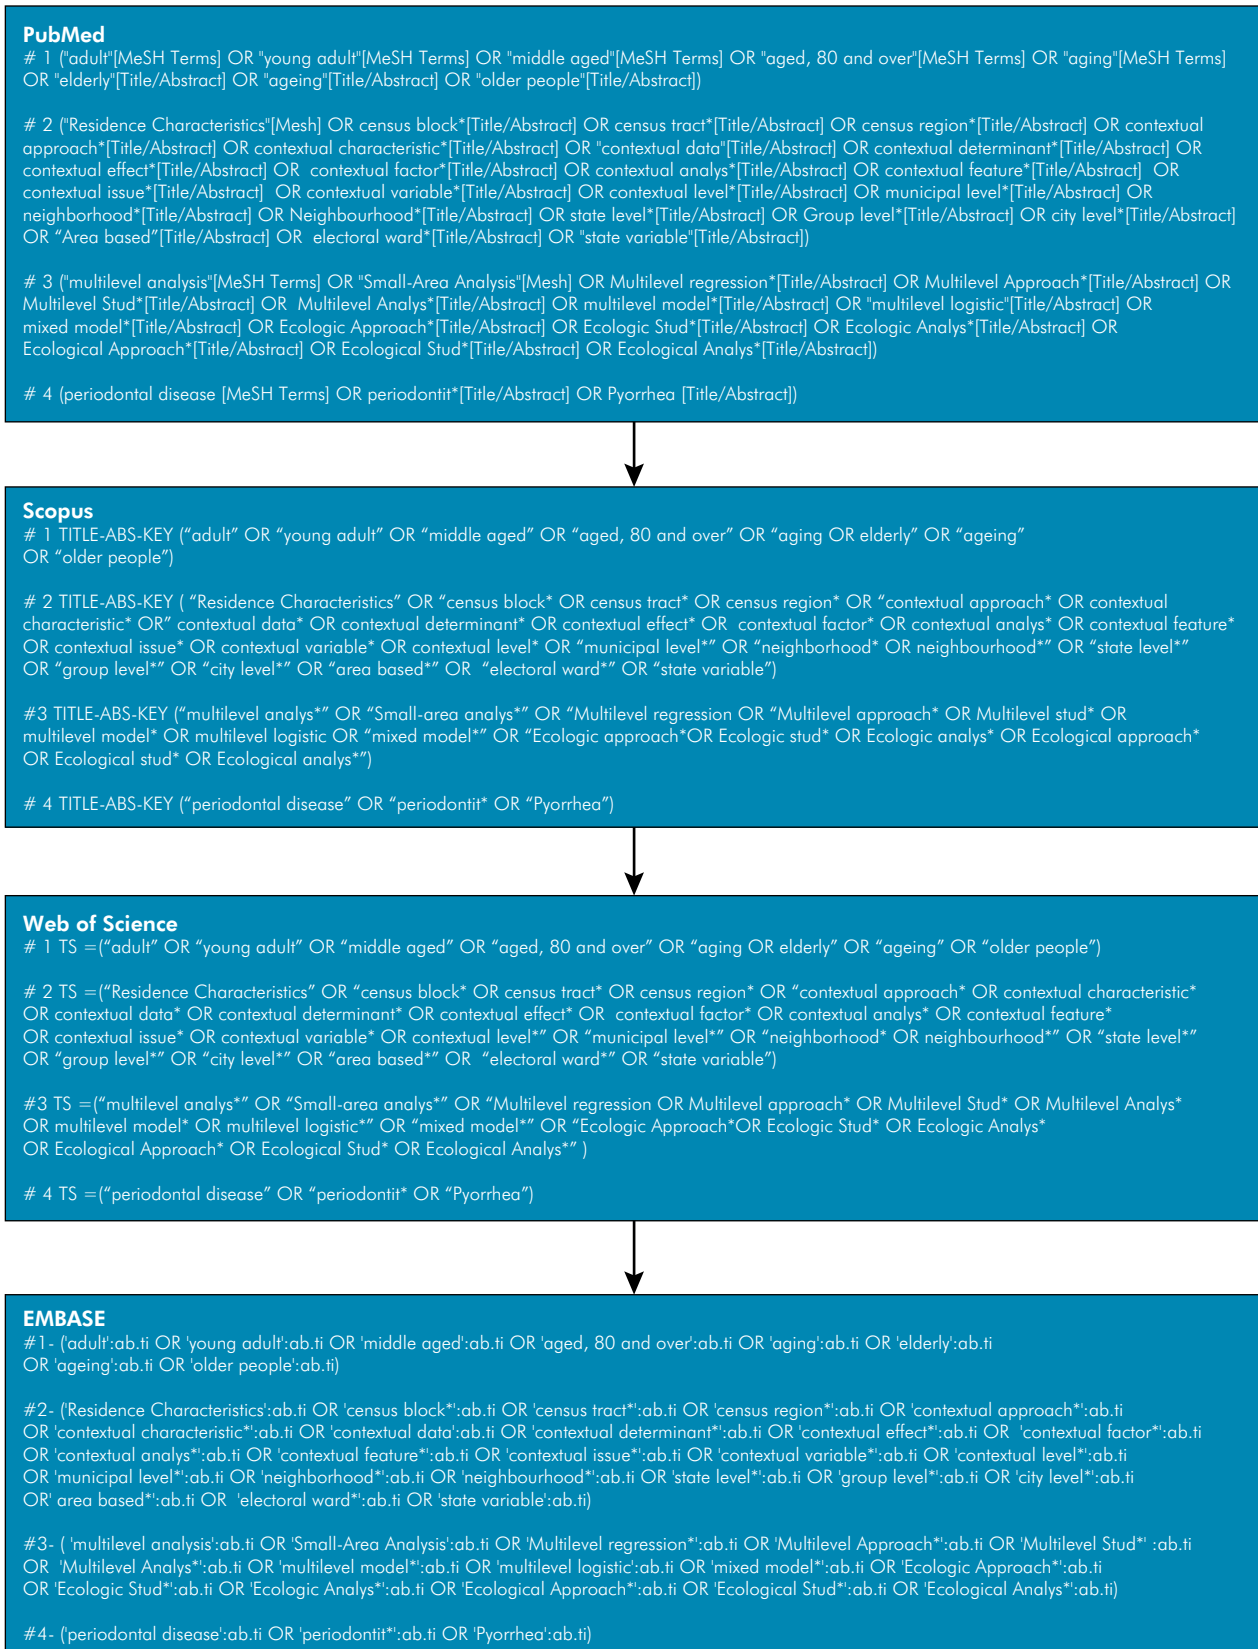 PubMed
# 1 ("adult"[MeSH Terms] OR "young adult"[MeSH Terms] OR "middle aged"[MeSH Terms] OR "aged, 80 and over"[MeSH Terms] OR "aging"[MeSH Terms]
OR "elderly"[Title/Abstract] OR "ageing"[Title/Abstract] OR "older people"[Title/Abstract])
# 2 ("Residence Characteristics"[Mesh] OR census block*[Title/Abstract] OR census tract*[Title/Abstract] OR census region*[Title/Abstract] OR contextual
approach*[Title/Abstract] OR contextual characteristic*[Title/Abstract] OR "contextual data"[Title/Abstract] OR contextual determinant*[Title/Abstract] OR
contextual effect*[Title/Abstract] OR  contextual factor*[Title/Abstract] OR contextual analys*[Title/Abstract] OR contextual feature*[Title/Abstract]  OR
contextual issue*[Title/Abstract]  OR contextual variable*[Title/Abstract] OR contextual level*[Title/Abstract] OR municipal level*[Title/Abstract] OR
neighborhood*[Title/Abstract] OR Neighbourhood*[Title/Abstract] OR state level*[Title/Abstract] OR Group level*[Title/Abstract] OR city level*[Title/Abstract]
OR “Area based”[Title/Abstract] OR  electoral ward*[Title/Abstract] OR "state variable"[Title/Abstract])
# 3 ("multilevel analysis"[MeSH Terms] OR "Small-Area Analysis"[Mesh] OR Multilevel regression*[Title/Abstract] OR Multilevel Approach*[Title/Abstract] OR
Multilevel Stud*[Title/Abstract] OR  Multilevel Analys*[Title/Abstract] OR multilevel model*[Title/Abstract] OR "multilevel logistic"[Title/Abstract] OR
mixed model*[Title/Abstract] OR Ecologic Approach*[Title/Abstract] OR Ecologic Stud*[Title/Abstract] OR Ecologic Analys*[Title/Abstract] OR
Ecological Approach*[Title/Abstract] OR Ecological Stud*[Title/Abstract] OR Ecological Analys*[Title/Abstract])
# 4 (periodontal disease [MeSH Terms] OR periodontit*[Title/Abstract] OR Pyorrhea [Title/Abstract])
Scopus
# 1 TITLE-ABS-KEY (“adult” OR “young adult” OR “middle aged” OR “aged, 80 and over” OR “aging OR elderly” OR “ageing”
OR “older people”)
# 2 TITLE-ABS-KEY ( “Residence Characteristics” OR “census block* OR census tract* OR census region* OR “contextual approach* OR contextual
characteristic* OR” contextual data* OR contextual determinant* OR contextual effect* OR  contextual factor* OR contextual analys* OR contextual feature*
OR contextual issue* OR contextual variable* OR contextual level* OR “municipal level*” OR “neighborhood* OR neighbourhood*” OR “state level*”
OR “group level*” OR “city level*” OR “area based*” OR  “electoral ward*” OR “state variable”)
#3 TITLE-ABS-KEY (“multilevel analys*” OR “Small-area analys*” OR “Multilevel regression OR “Multilevel approach* OR Multilevel stud* OR
multilevel model* OR multilevel logistic OR “mixed model*” OR “Ecologic approach*OR Ecologic stud* OR Ecologic analys* OR Ecological approach*
OR Ecological stud* OR Ecological analys*”)
# 4 TITLE-ABS-KEY (“periodontal disease” OR “periodontit* OR “Pyorrhea”)
Web of Science
# 1 TS =(“adult” OR “young adult” OR “middle aged” OR “aged, 80 and over” OR “aging OR elderly” OR “ageing” OR “older people”)
# 2 TS =(“Residence Characteristics” OR “census block* OR census tract* OR census region* OR “contextual approach* OR contextual characteristic*
OR contextual data* OR contextual determinant* OR contextual effect* OR  contextual factor* OR contextual analys* OR contextual feature*
OR contextual issue* OR contextual variable* OR contextual level*” OR “municipal level*” OR “neighborhood* OR neighbourhood*” OR “state level*”
OR “group level*” OR “city level*” OR “area based*” OR  “electoral ward*” OR “state variable”)
#3 TS =(“multilevel analys*” OR “Small-area analys*” OR “Multilevel regression OR Multilevel approach* OR Multilevel Stud* OR Multilevel Analys*
OR multilevel model* OR multilevel logistic*” OR “mixed model*” OR “Ecologic Approach*OR Ecologic Stud* OR Ecologic Analys*
OR Ecological Approach* OR Ecological Stud* OR Ecological Analys*” )
# 4 TS =(“periodontal disease” OR “periodontit* OR “Pyorrhea”)
EMBASE
#1- ('adult':ab.ti OR 'young adult':ab.ti OR 'middle aged':ab.ti OR 'aged, 80 and over':ab.ti OR 'aging':ab.ti OR 'elderly':ab.ti
OR 'ageing':ab.ti OR 'older people':ab.ti)
#2- ('Residence Characteristics':ab.ti OR 'census block*':ab.ti OR 'census tract*':ab.ti OR 'census region*':ab.ti OR 'contextual approach*':ab.ti
OR 'contextual characteristic*':ab.ti OR 'contextual data':ab.ti OR 'contextual determinant*':ab.ti OR 'contextual effect*':ab.ti OR  'contextual factor*':ab.ti
OR 'contextual analys*':ab.ti OR 'contextual feature*':ab.ti OR 'contextual issue*':ab.ti OR 'contextual variable*':ab.ti OR 'contextual level*':ab.ti
OR 'municipal level*':ab.ti OR 'neighborhood*':ab.ti OR 'neighbourhood*':ab.ti OR 'state level*':ab.ti OR 'group level*':ab.ti OR 'city level*':ab.ti
OR' area based*':ab.ti OR  'electoral ward*':ab.ti OR 'state variable':ab.ti)
#3- ( 'multilevel analysis':ab.ti OR 'Small-Area Analysis':ab.ti OR 'Multilevel regression*':ab.ti OR 'Multilevel Approach*':ab.ti OR 'Multilevel Stud*' :ab.ti
OR  'Multilevel Analys*':ab.ti OR 'multilevel model*':ab.ti OR 'multilevel logistic':ab.ti OR 'mixed model*':ab.ti OR 'Ecologic Approach*':ab.ti
OR 'Ecologic Stud*':ab.ti OR 'Ecologic Analys*':ab.ti OR 'Ecological Approach*':ab.ti OR 'Ecological Stud*':ab.ti OR 'Ecological Analys*':ab.ti)
#4- ('periodontal disease':ab.ti OR 'periodontit*':ab.ti OR 'Pyorrhea':ab.ti)